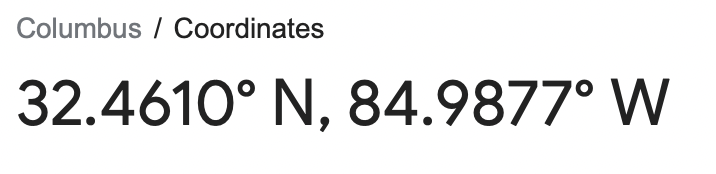 Columbus / Coordinates
32.4610° N, 84.9877° W